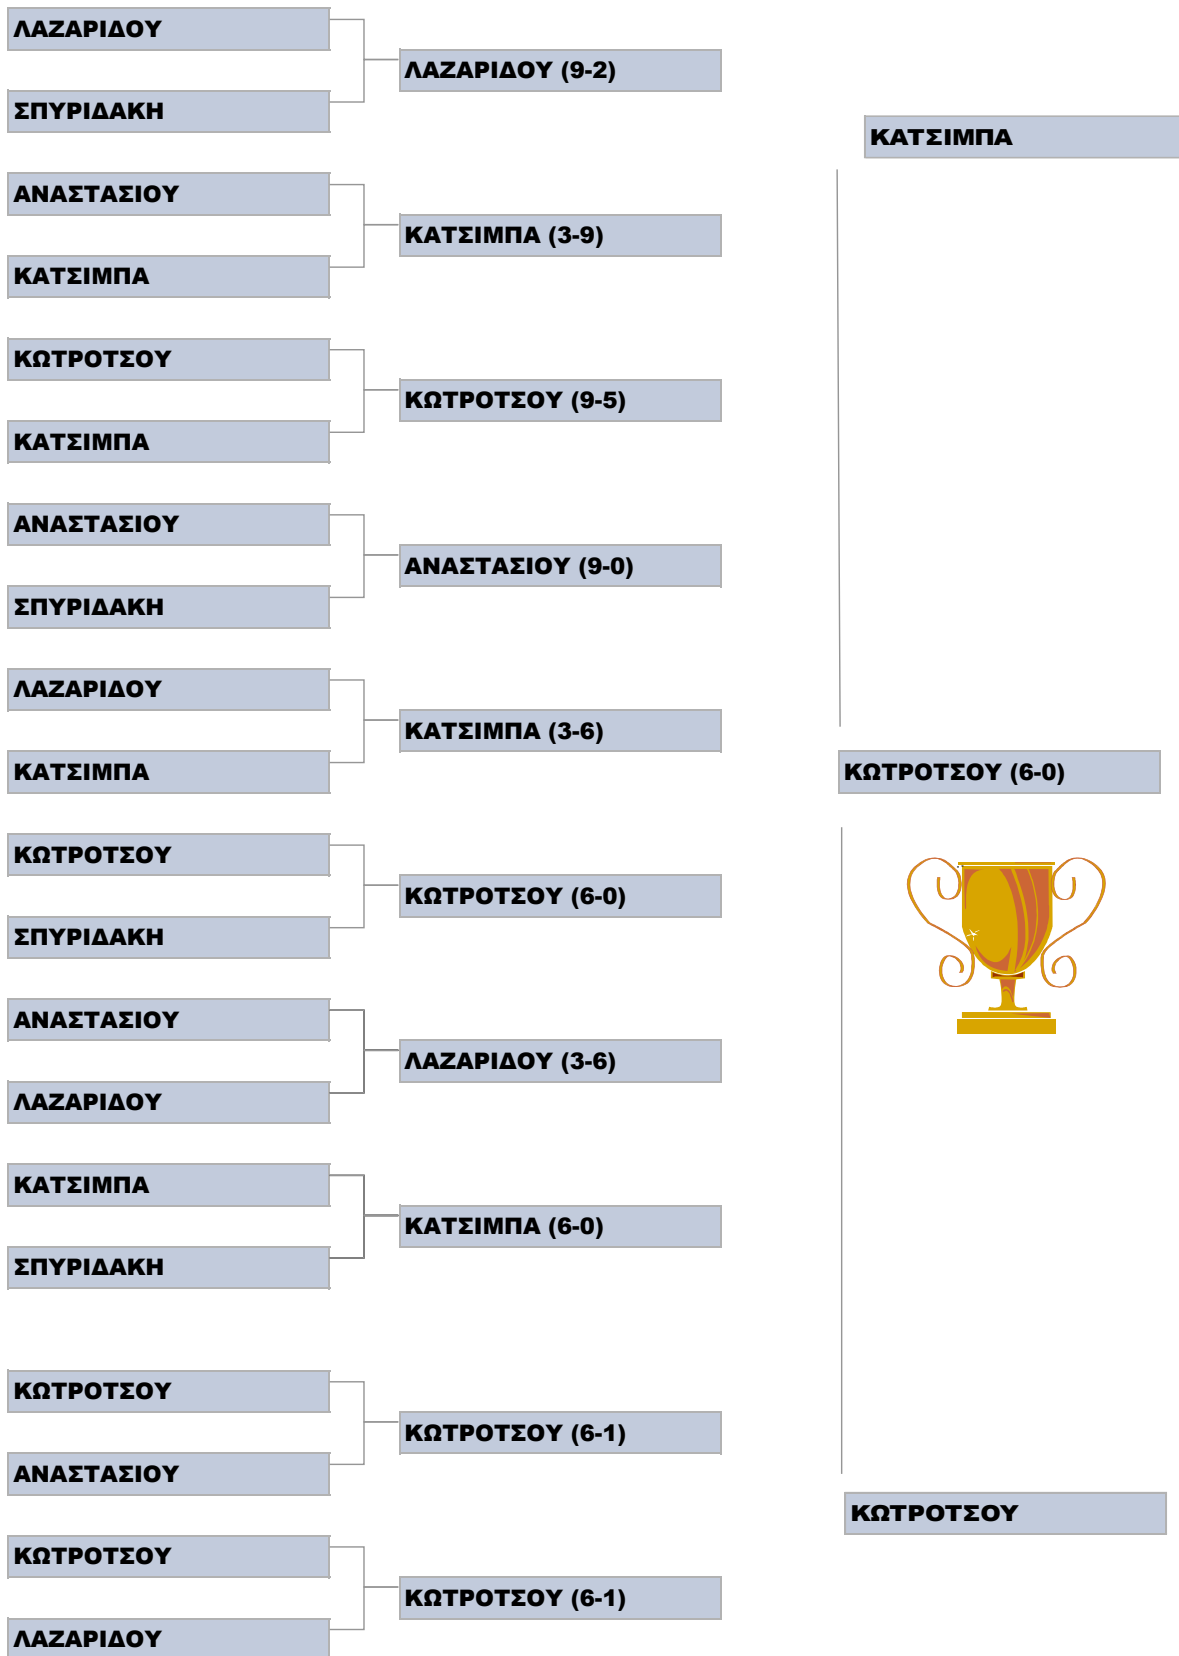 ΛΑΖΑΡΙΔΟΥ
ΛΑΖΑΡΙΔΟΥ (9-2)
ΣΠΥΡΙΔΑΚΗ
ΚΑΤΣΙΜΠΑ
ΑΝΑΣΤΑΣΙΟΥ
ΚΑΤΣΙΜΠΑ (3-9)
ΚΑΤΣΙΜΠΑ
ΚΩΤΡΟΤΣΟΥ
ΚΩΤΡΟΤΣΟΥ (9-5)
ΚΑΤΣΙΜΠΑ
ΑΝΑΣΤΑΣΙΟΥ
ΑΝΑΣΤΑΣΙΟΥ (9-0)
ΣΠΥΡΙΔΑΚΗ
ΛΑΖΑΡΙΔΟΥ
ΚΑΤΣΙΜΠΑ (3-6)
ΚΑΤΣΙΜΠΑ
ΚΩΤΡΟΤΣΟΥ (6-0)
ΚΩΤΡΟΤΣΟΥ
ΚΩΤΡΟΤΣΟΥ (6-0)
ΣΠΥΡΙΔΑΚΗ
ΑΝΑΣΤΑΣΙΟΥ
ΛΑΖΑΡΙΔΟΥ (3-6)
ΛΑΖΑΡΙΔΟΥ
ΚΑΤΣΙΜΠΑ
ΚΑΤΣΙΜΠΑ (6-0)
ΣΠΥΡΙΔΑΚΗ
ΚΩΤΡΟΤΣΟΥ
ΚΩΤΡΟΤΣΟΥ (6-1)
ΑΝΑΣΤΑΣΙΟΥ
ΚΩΤΡΟΤΣΟΥ
ΚΩΤΡΟΤΣΟΥ
ΚΩΤΡΟΤΣΟΥ (6-1)
ΛΑΖΑΡΙΔΟΥ